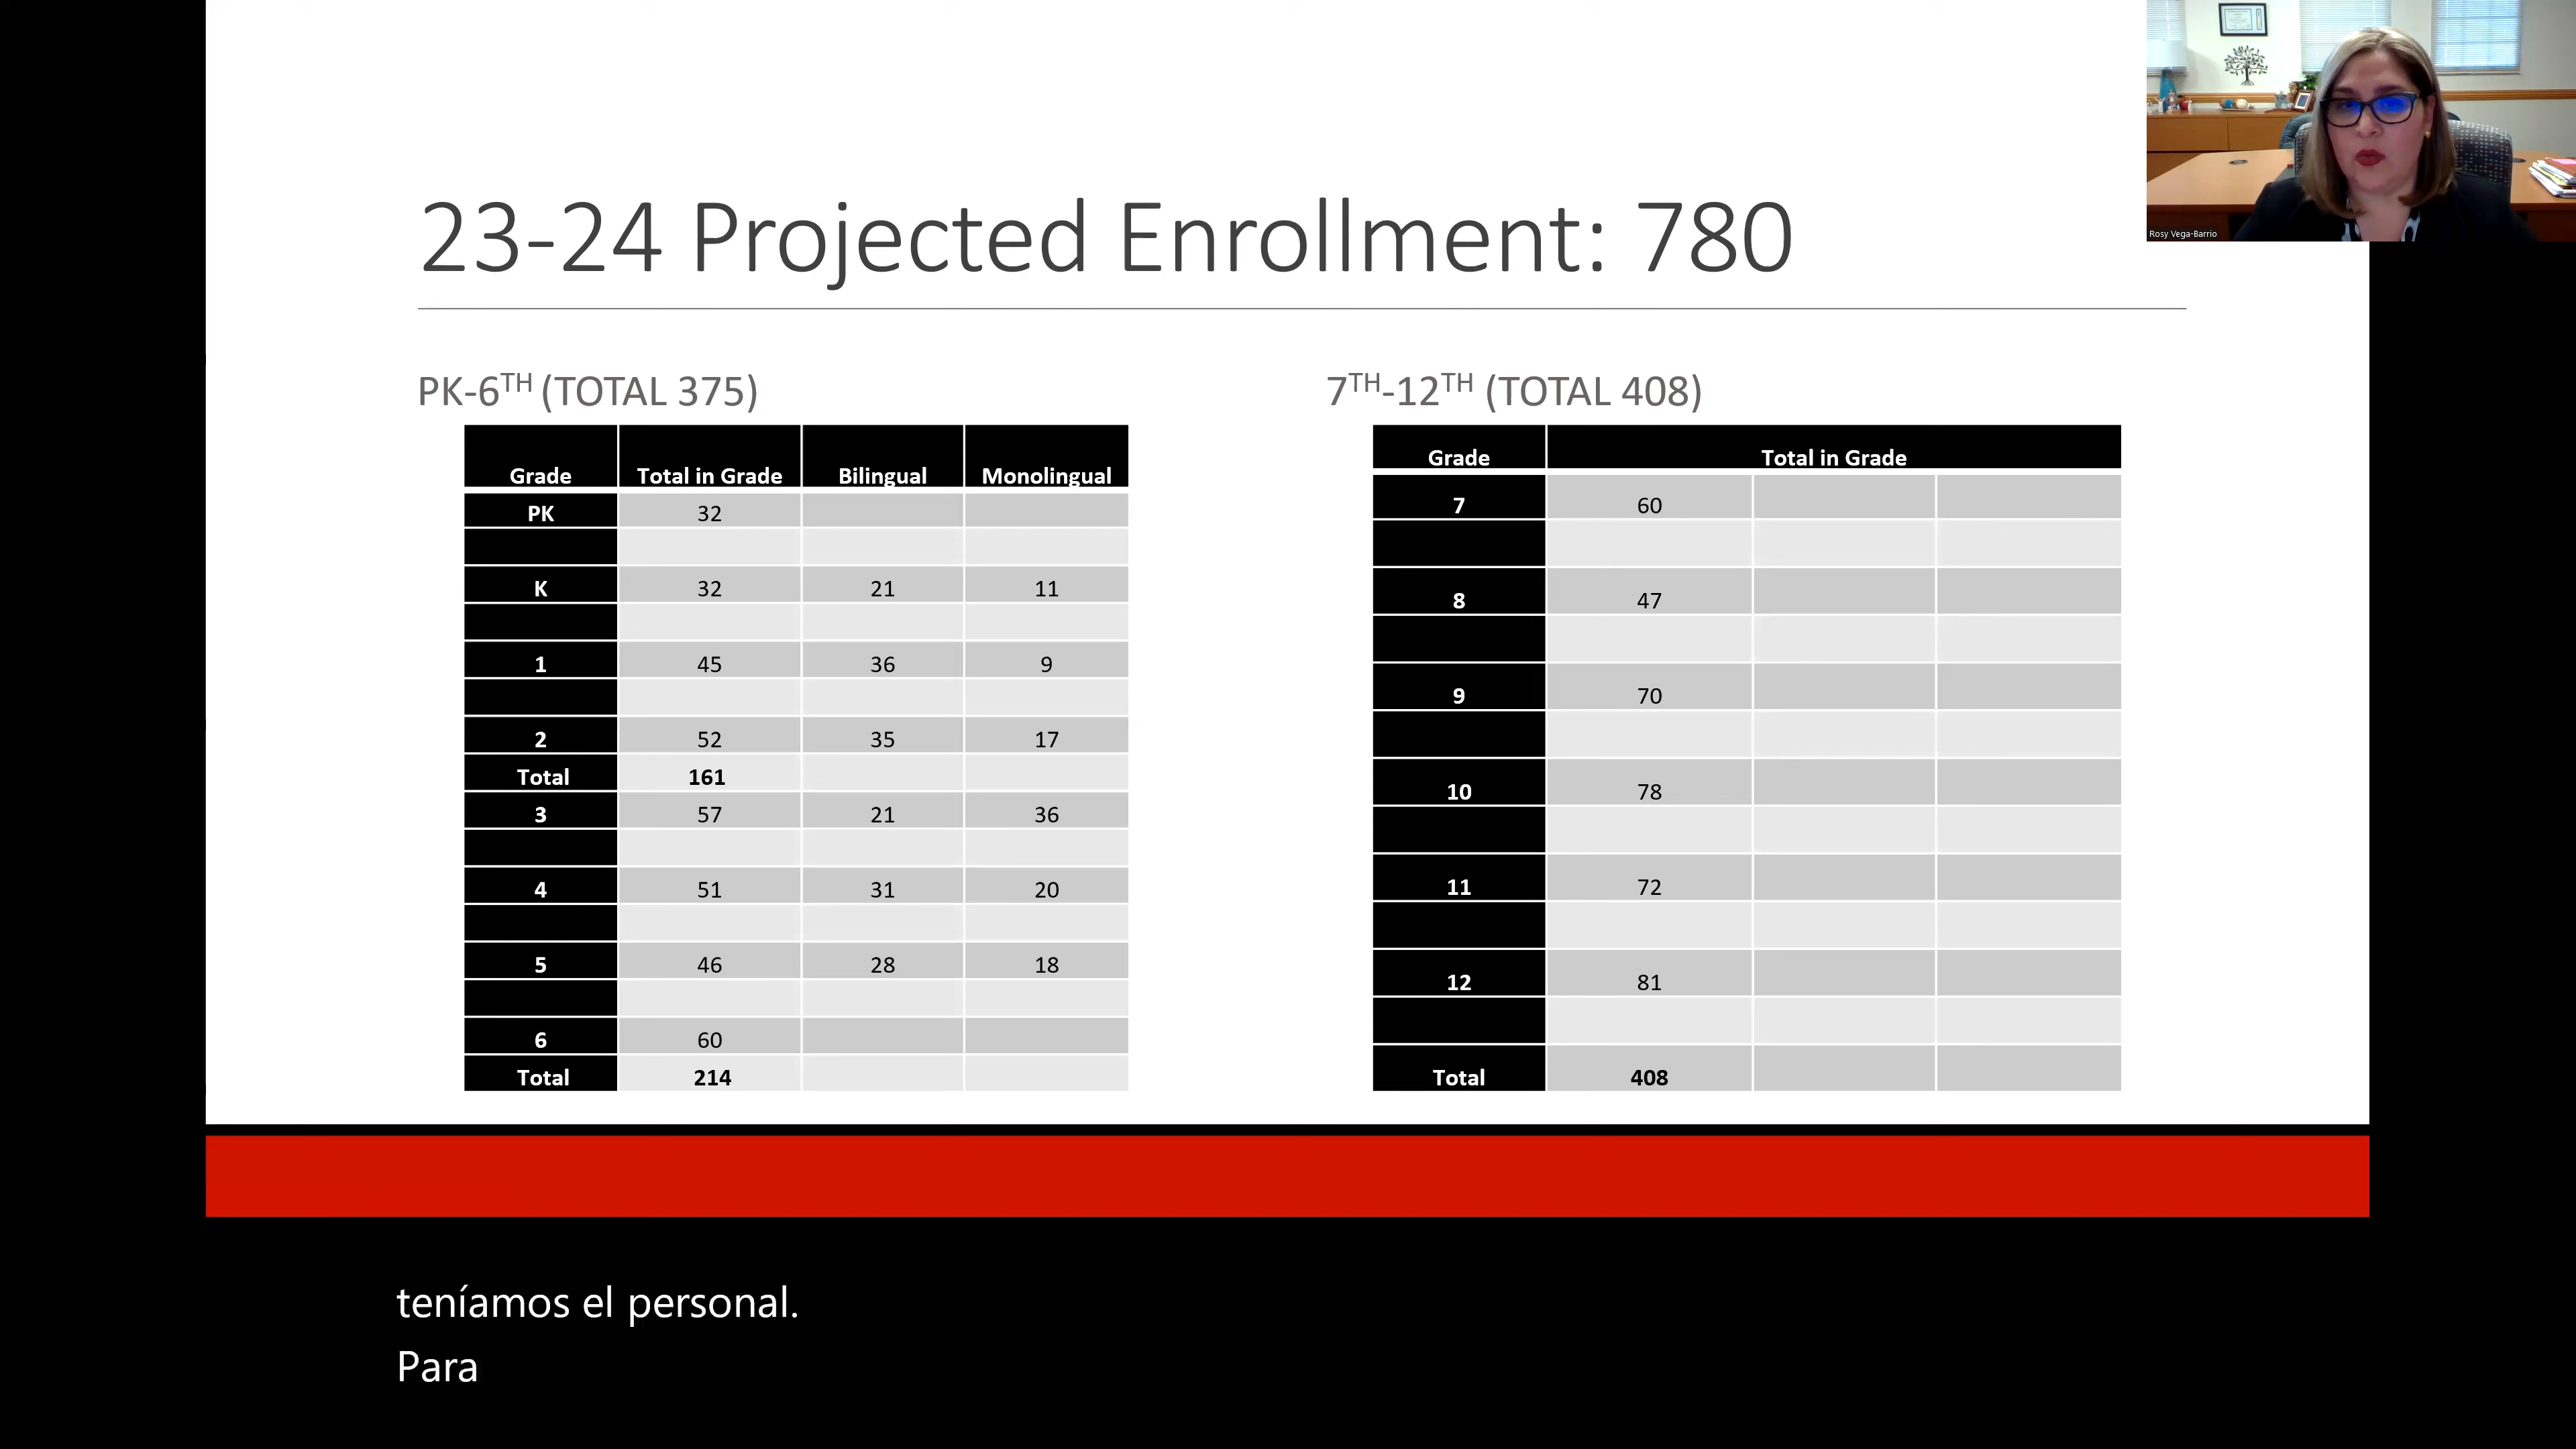 23-24 Projected Enrollment: 780
PK-6TH (TOTAL 375)
Grade Total in Grade Bilingual Monolingual
PK 32
K 32 21 11
1 45 36 9
2 52 35 17
Total 161
3 57 21 36
4 51 31 20
5 46 28 18
6 60
Total 214
7TH-12TH (TOTAL 408)
Grade Total in Grade
7 60
8 47
9 70
10 78
11 72
12 81
Total 408
Rosy Vega-Barrio
teníamos el personal.
Para